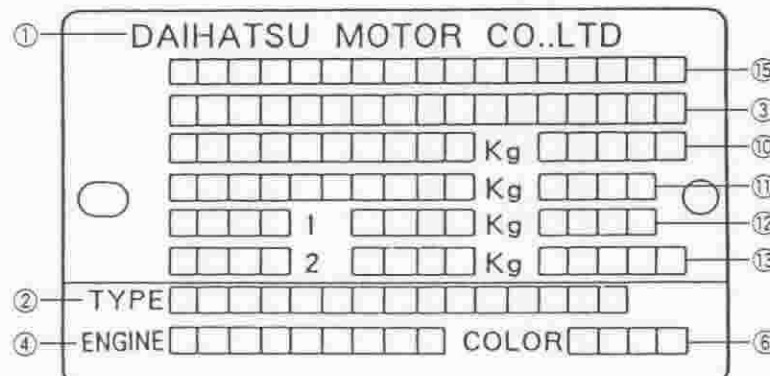 ① DAIHATSU MOTOR CO.,LTD
⑮
③
Kg ⑩
Kg ⑪
1 Kg ⑫
2 Kg ⑬
② TYPE
④ ENGINE COLOR ⑥